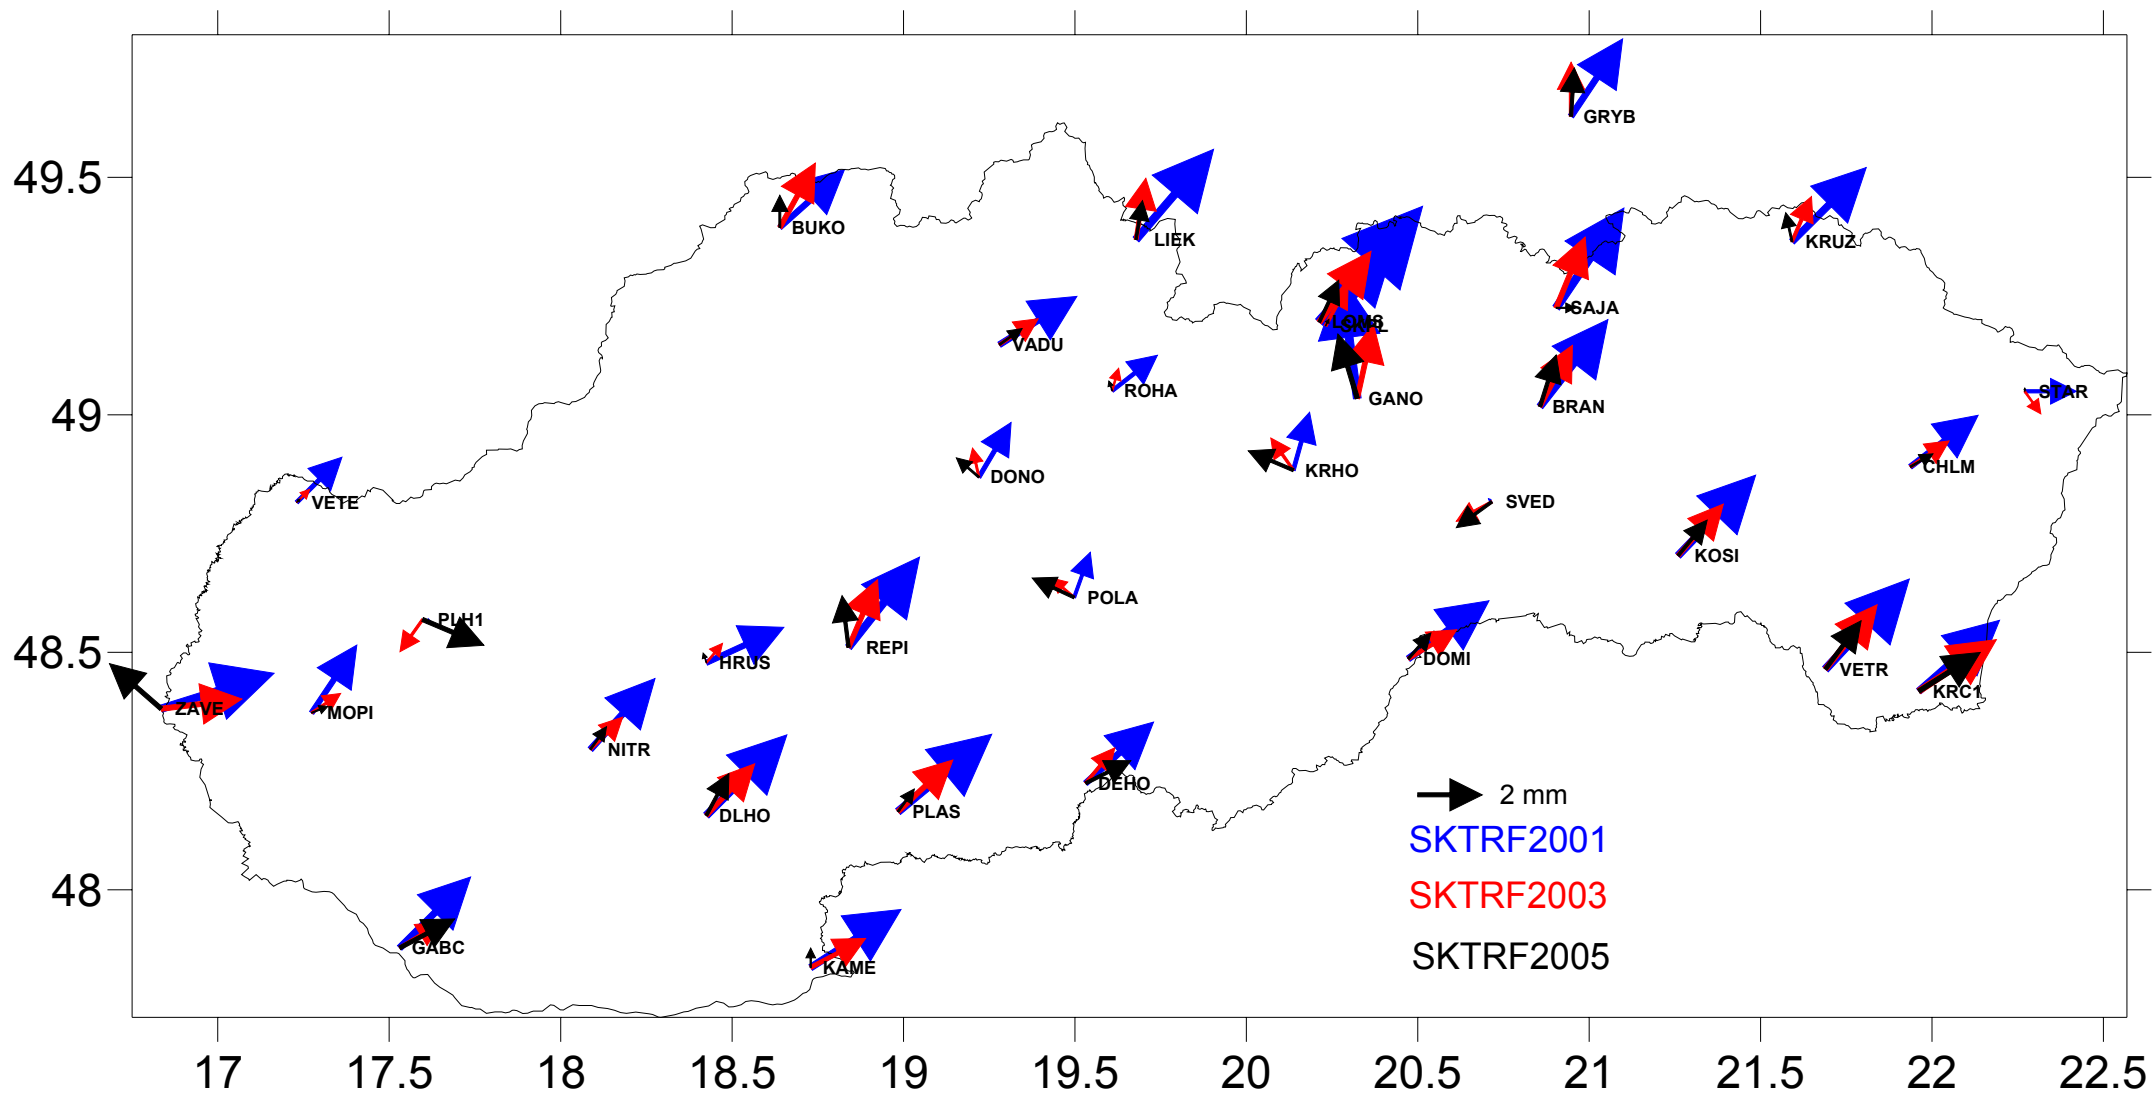 GRYB
49.5
BUKO
LIEK
KRUZ
SAJA
LOMS
SKPL
VADU
ROHA
GANO
BRAN
STAR
49
DONO
KRHO
CHLM
VETE
SVED
KOSI
POLA
PLH1
REPI
48.5
HRUS
DOMI
VETR
KRC1
ZAVE
MOPI
NITR
DEHO
2 mm
DLHO
PLAS
SKTRF2001
48
SKTRF2003
GABC
KAME
SKTRF2005
17 17.5 18 18.5 19 19.5 20 20.5 21 21.5 22 22.5